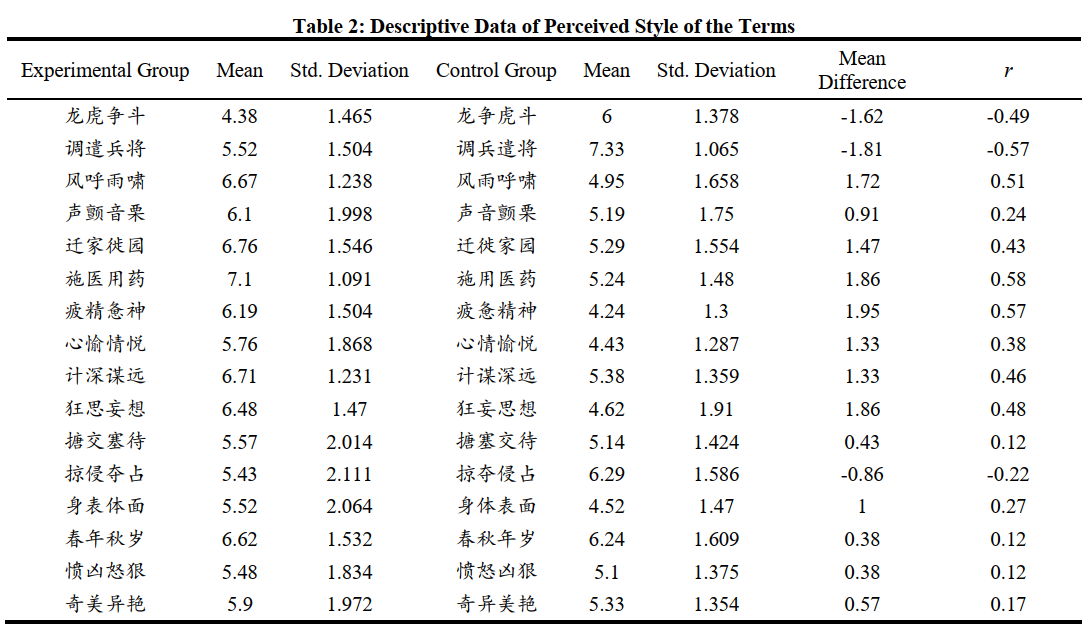 Table 2: Descriptive Data of Perceived Style of the Terms
Experimental Group Mean Std. Deviation Control Group Mean Std. Deviation Mean Difference r
龙虎争斗 4.38 1.465 龙争虎斗 6 1.378 -1.62 -0.49
调遣兵将 5.52 1.504 调兵遣将 7.33 1.065 -1.81 -0.57
风呼雨啸 6.67 1.238 风雨呼啸 4.95 1.658 1.72 0.51
声颤音栗 6.1 1.998 声音颤栗 5.19 1.75 0.91 0.24
迁家徙园 6.76 1.546 迁徙家园 5.29 1.554 1.47 0.43
施医用药 7.1 1.091 施用医药 5.24 1.48 1.86 0.58
疲精惫神 6.19 1.504 疲惫精神 4.24 1.3 1.95 0.57
心愉情悦 5.76 1.868 心情愉悦 4.43 1.287 1.33 0.38
计深谋远 6.71 1.231 计谋深远 5.38 1.359 1.33 0.46
狂思妄想 6.48 1.47 狂妄思想 4.62 1.91 1.86 0.48
搪交塞待 5.57 2.014 搪塞交待 5.14 1.424 0.43 0.12
掠侵夺占 5.43 2.111 掠夺侵占 6.29 1.586 -0.86 -0.22
身表体面 5.52 2.064 身体表面 4.52 1.47 1 0.27
春年秋岁 6.62 1.532 春秋年岁 6.24 1.609 0.38 0.12
愤凶怒狠 5.48 1.834 愤怒凶狠 5.1 1.375 0.38 0.12
奇美异艳 5.9 1.972 奇异美艳 5.33 1.354 0.57 0.17